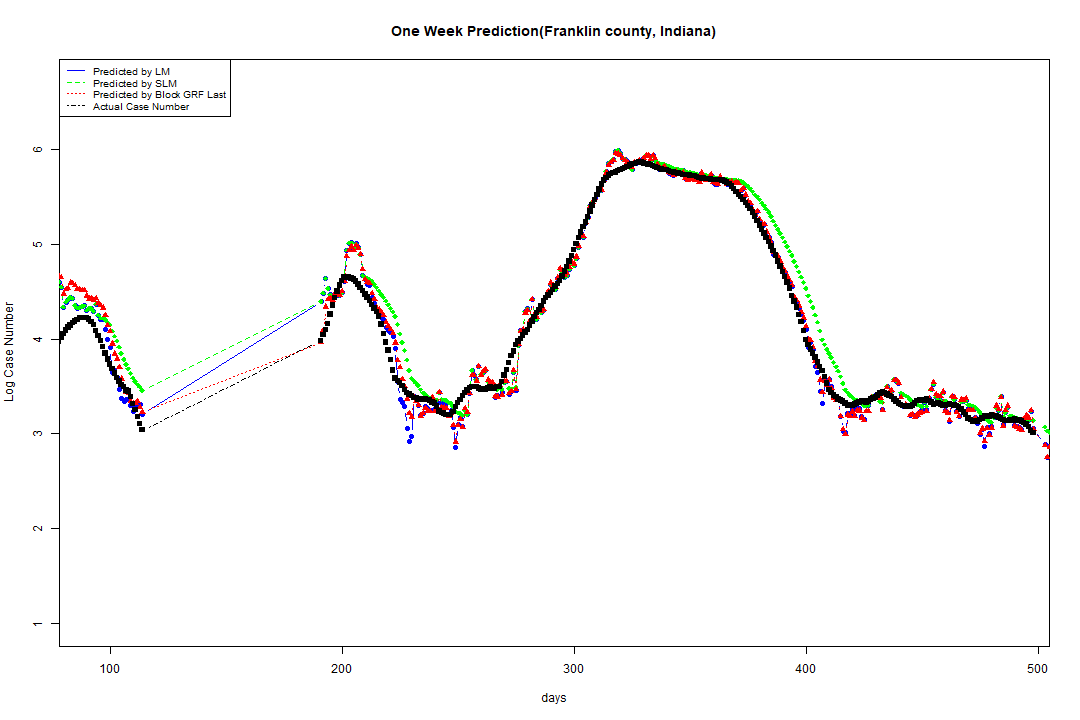 One Week Prediction(Franklin county, Indiana)
Predicted by LM
Predicted by SLM
Predicted by Block GRF Last
Actual Case Number
Log Case Number
6
5
4
3
2
1
100 200 300 400 500
days